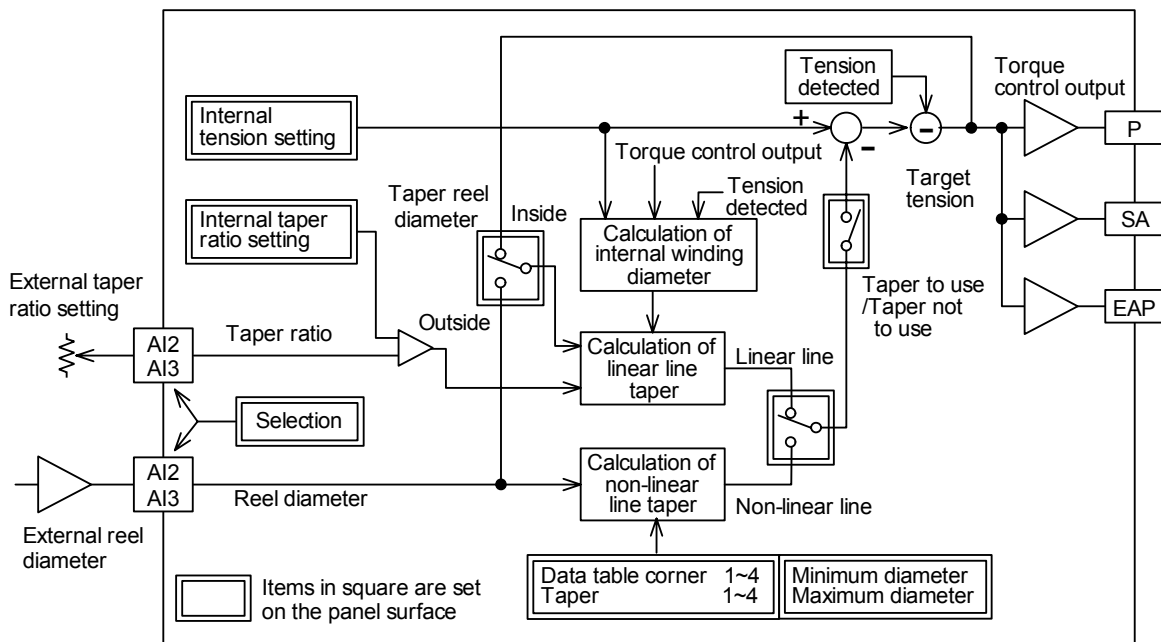 Tension
detected
Torque
control output
Internal
tension setting
+
-
-
P
Torque control output
Target
tension
Taper reel
diameter
Inside
Tension
detected
Internal taper
ratio setting
Calculation of
internal winding
diameter
SA
Taper to use
/Taper not
to use
EAP
External taper
ratio setting
Outside
AI2
AI3
Taper ratio
Calculation of
linear line
taper
Linear line
Selection
AI2
AI3
Reel diameter
Calculation of
non-linear
line taper
Non-linear line
External reel
diameter
Data table corner 1~4
Taper 1~4
Minimum diameter
Maximum diameter
Items in square are set
on the panel surface